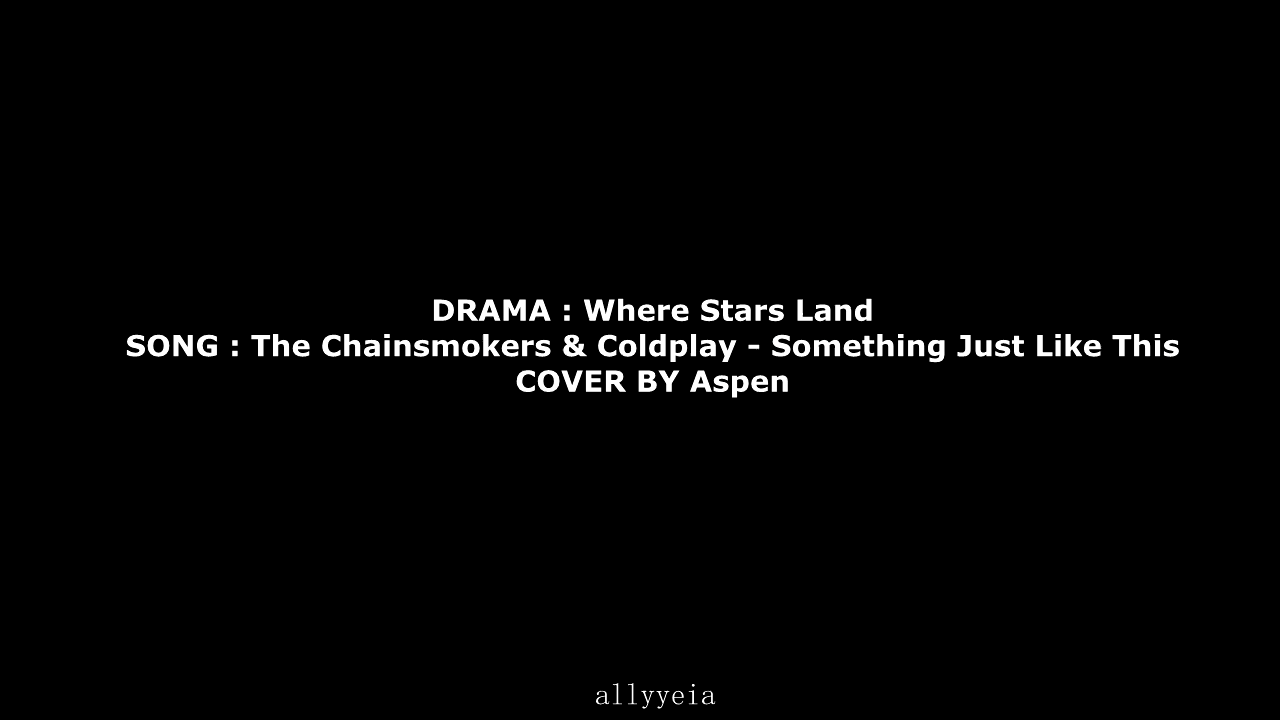 DRAMA : Where Stars Land
SONG : The Chainsmokers & Coldplay - Something Just Like This
COVER BY Aspen
allyyeia